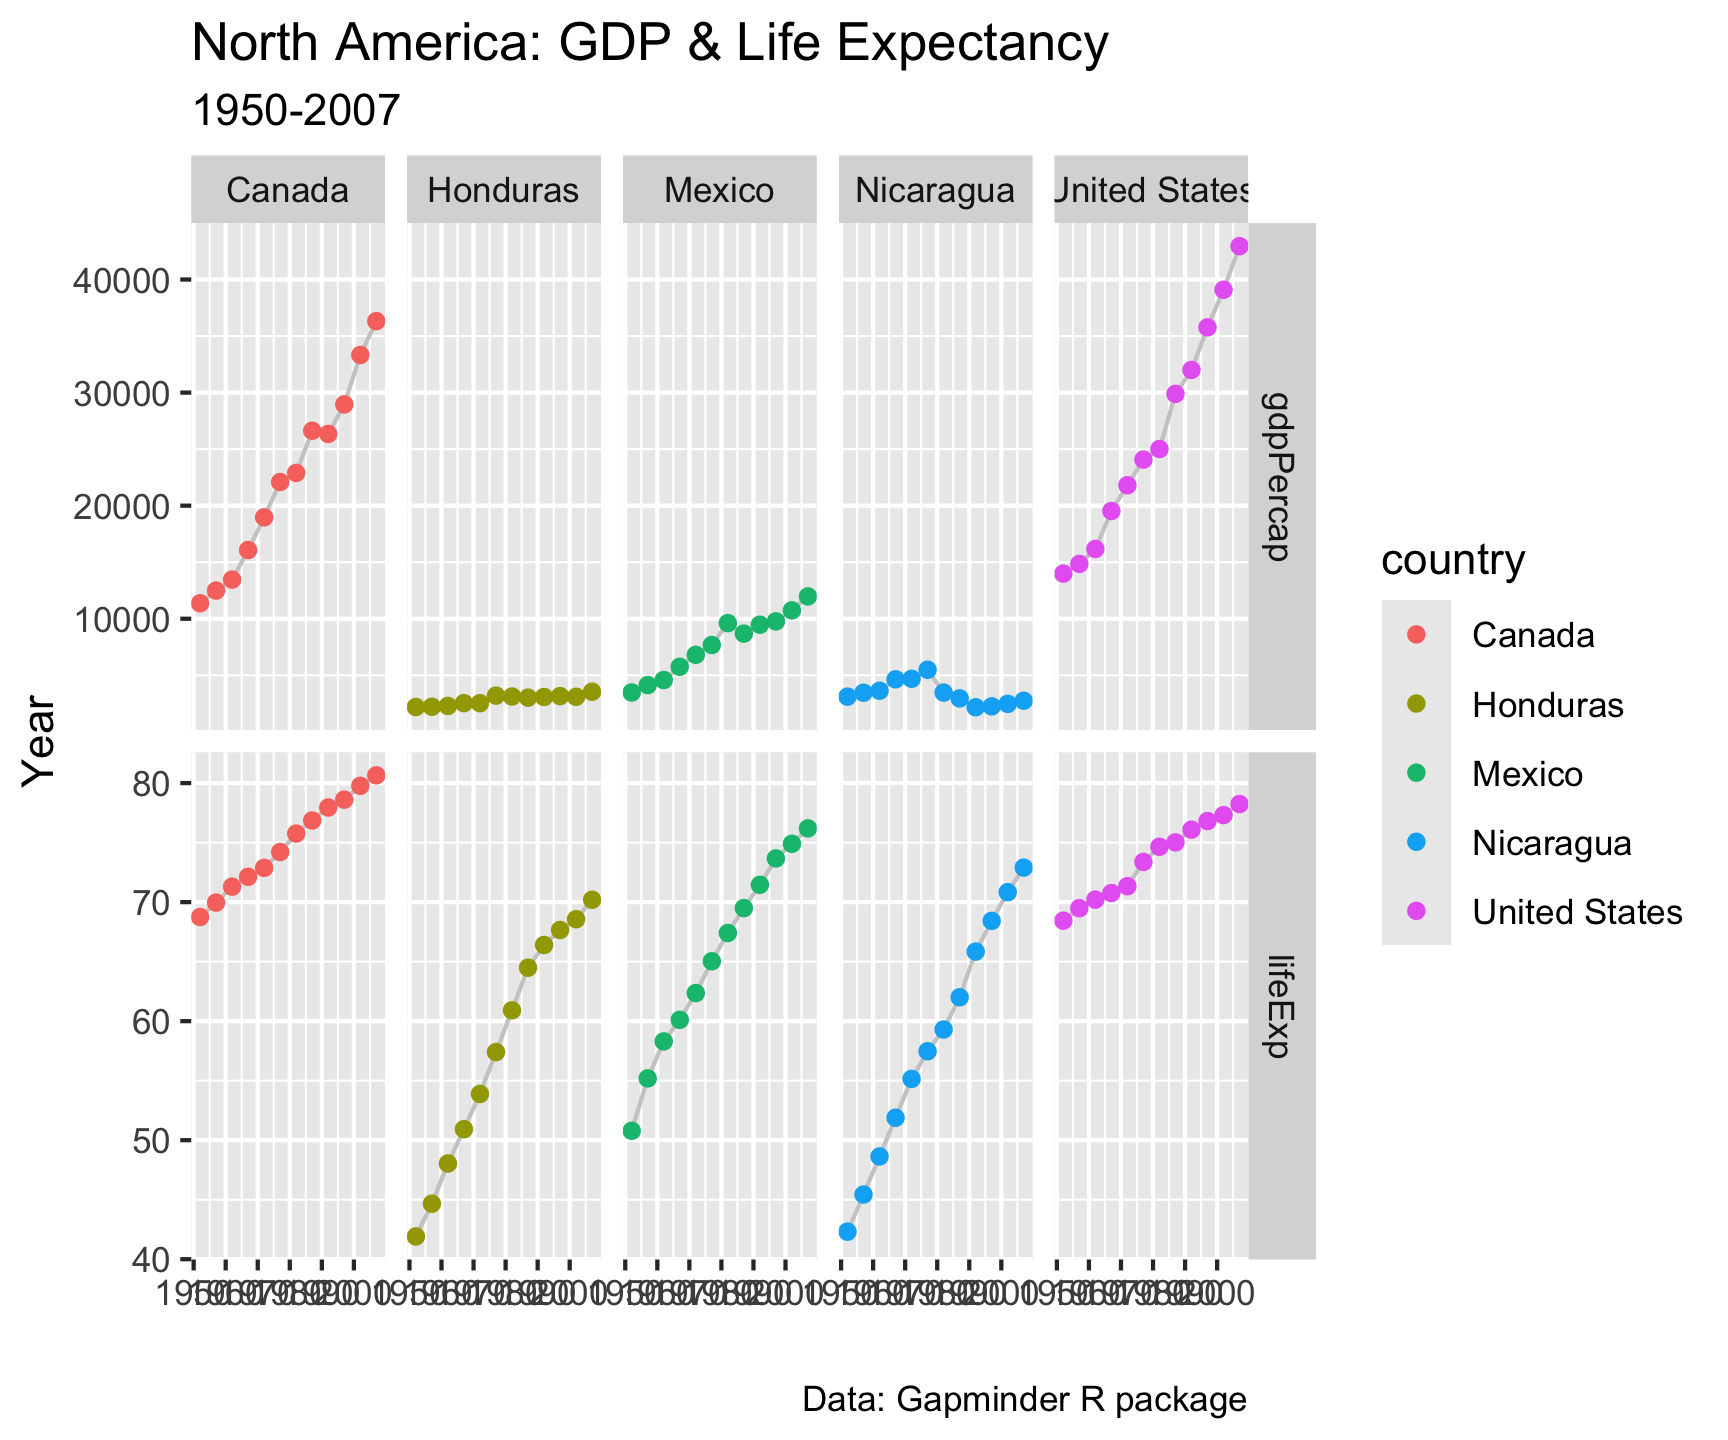 North America: GDP & Life Expectancy
1950-2007
Canada
Honduras
Mexico
Nicaragua
United States
40000
30000
20000
10000
gdpPercap
Year
80
70
60
50
40
lifeExp
country
Canada
Honduras
Mexico
Nicaragua
United States
Data: Gapminder R package